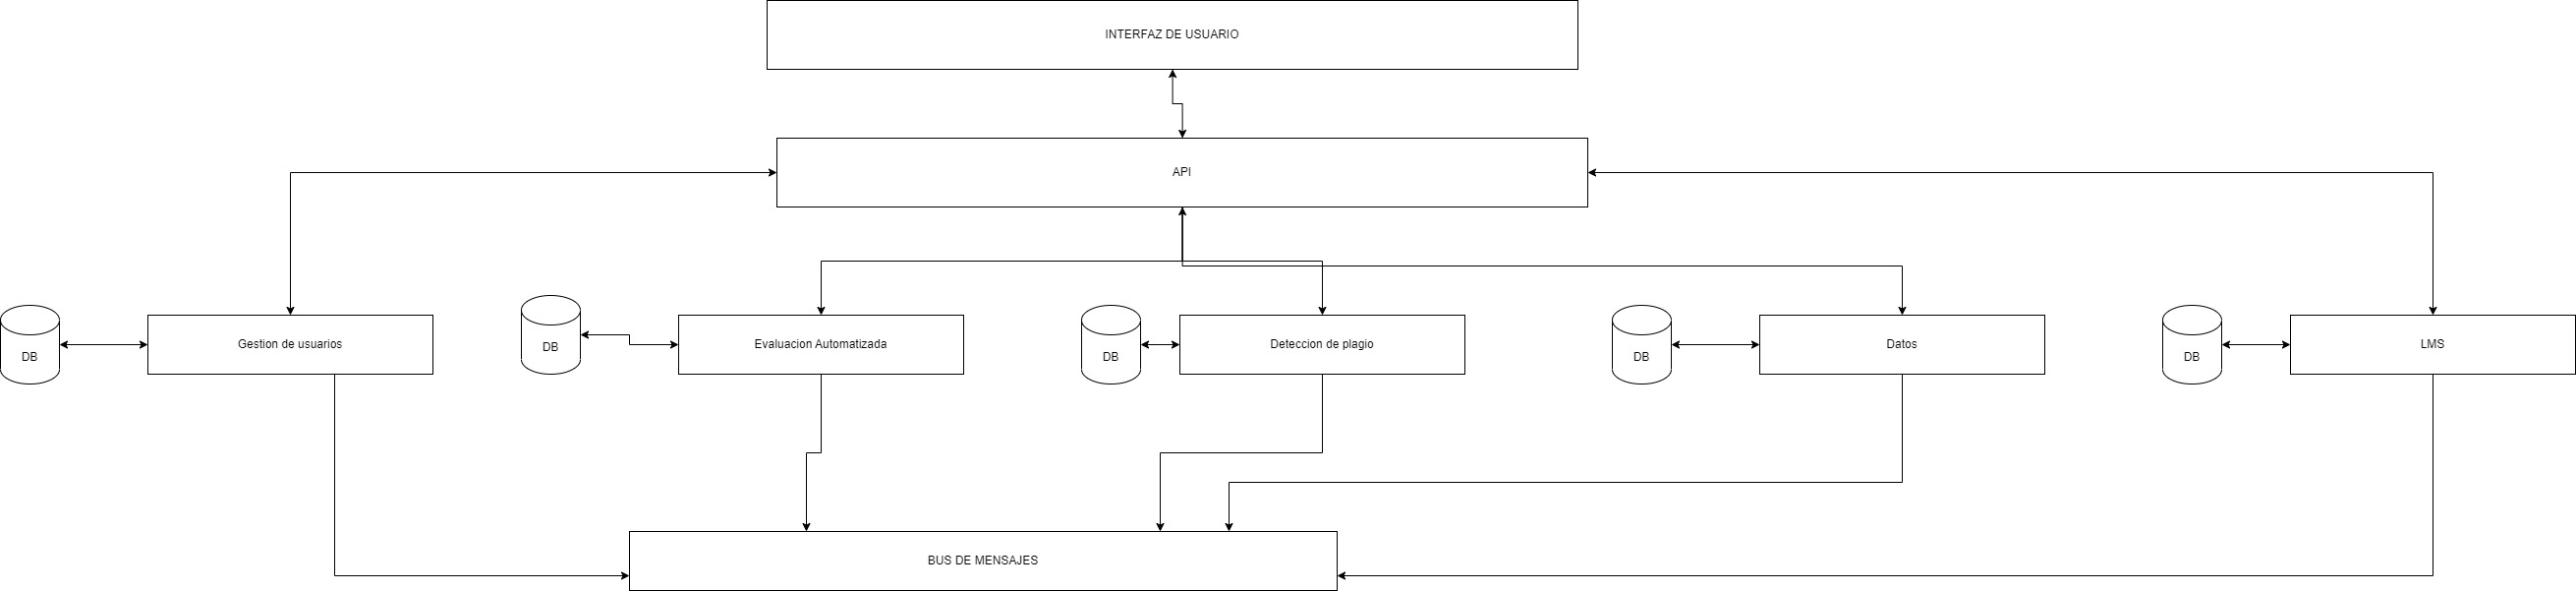 INTERFAZ DE USUARIO
API
DB
Gestion de usuarios
DB
Evaluacion Automatizada
DB
Deteccion de plagio
DB
Datos
DB
LMS
BUS DE MENSAJES